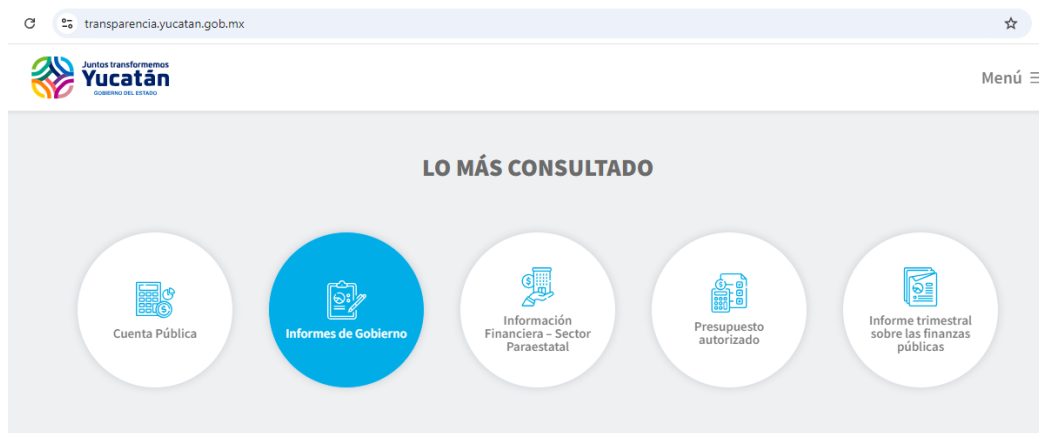 transparencia.yucatan.gob.mx
Juntos transformemos
Yucatán
GOBIERNO DEL ESTADO
Menú
LO MÁS CONSULTADO
Cuenta Pública
Informes de Gobierno
Información
Financiera – Sector
Paraestatal
Presupuesto
autorizado
Informe trimestral
sobre las finanzas
públicas